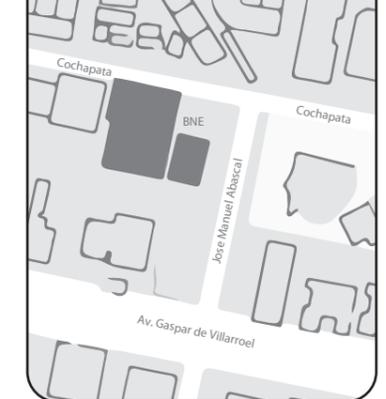 Cochapata
BNE
Cochapata
Jose Manuel Abascal
Av. Gaspar de Villarroel